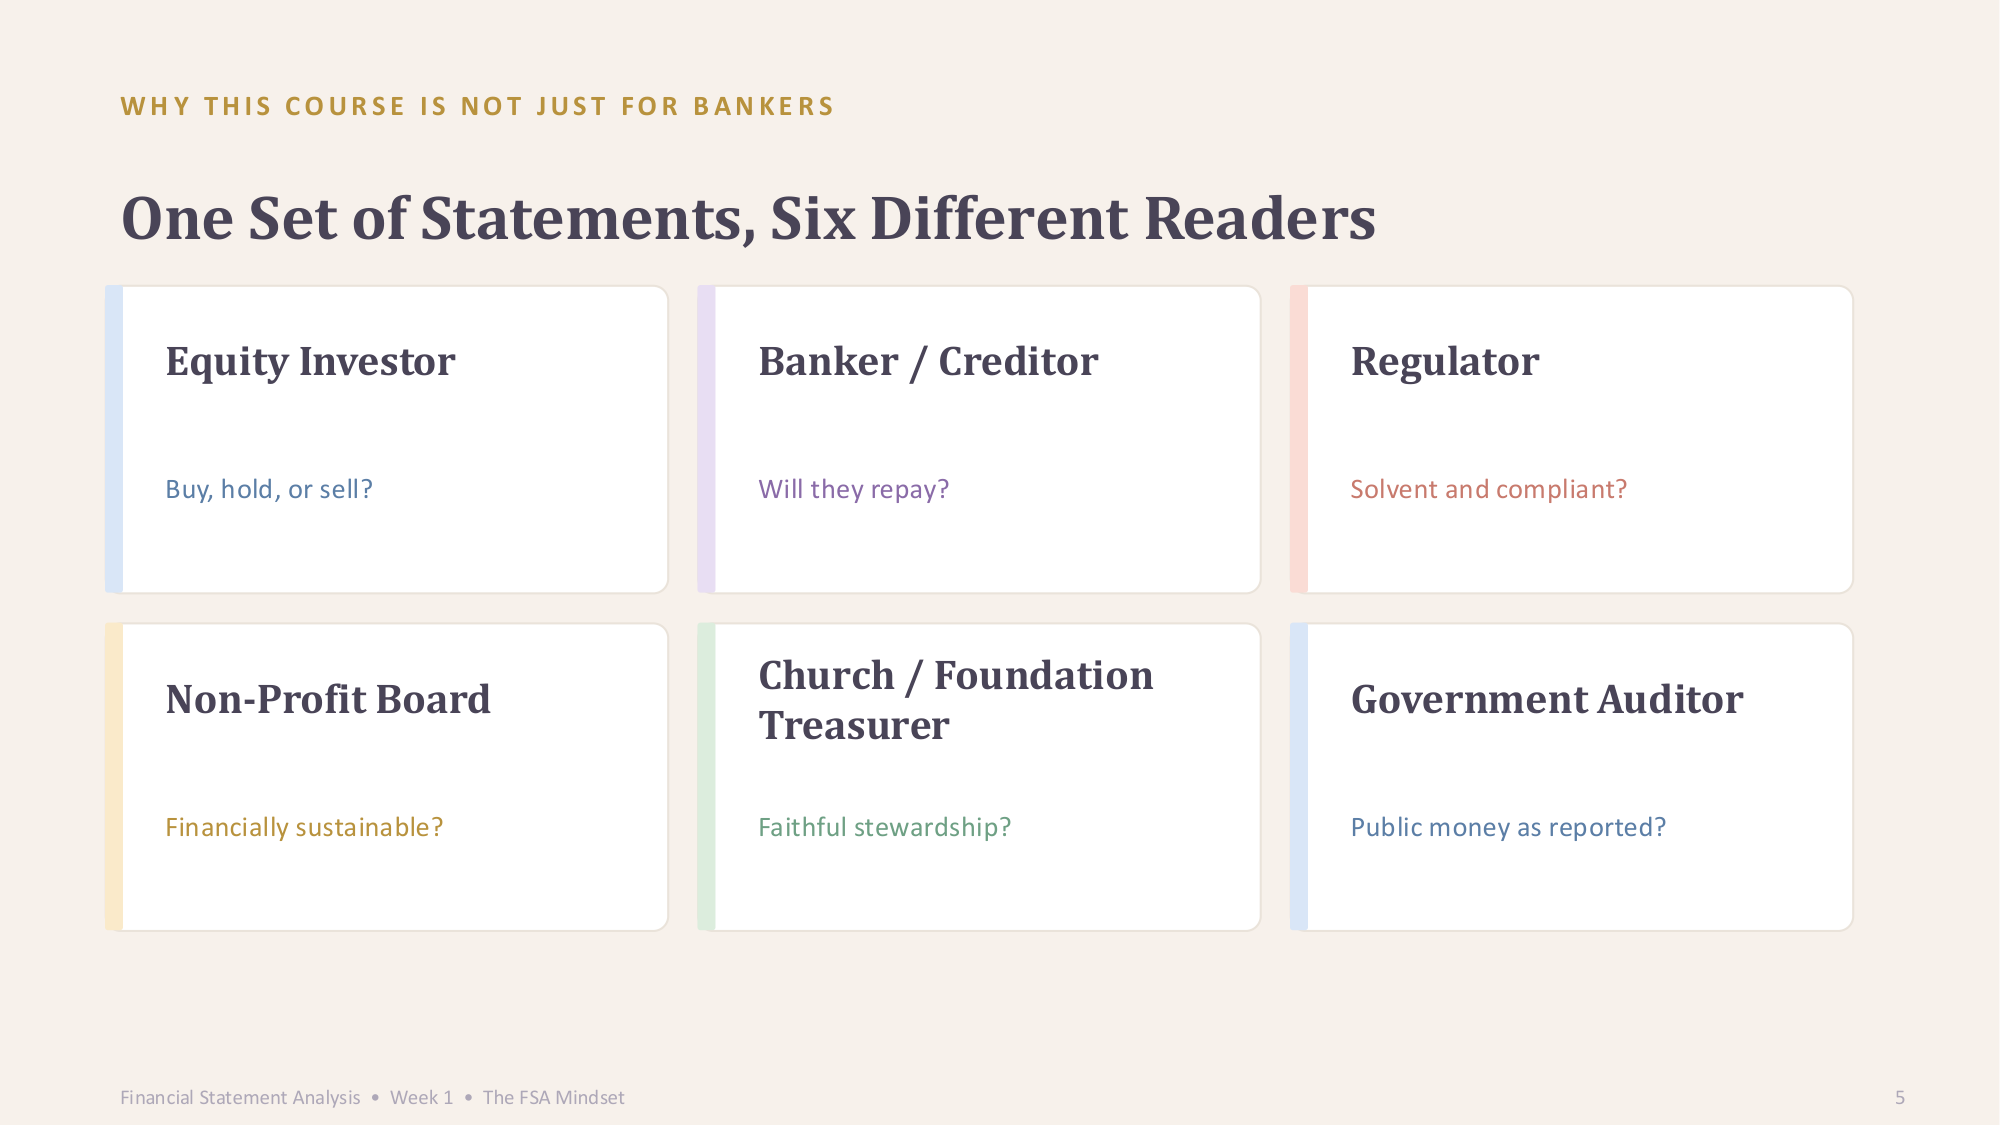 WHY THIS COURSE IS NOT JUST FOR BANKERS
One Set of Statements, Six Different Readers
Equity Investor
Buy, hold, or sell?
Banker / Creditor
Will they repay?
Regulator
Solvent and compliant?
Non-Profit Board
Financially sustainable?
Church / Foundation
Treasurer
Faithful stewardship?
Government Auditor
Public money as reported?
Financial Statement Analysis • Week 1 • The FSA Mindset
5